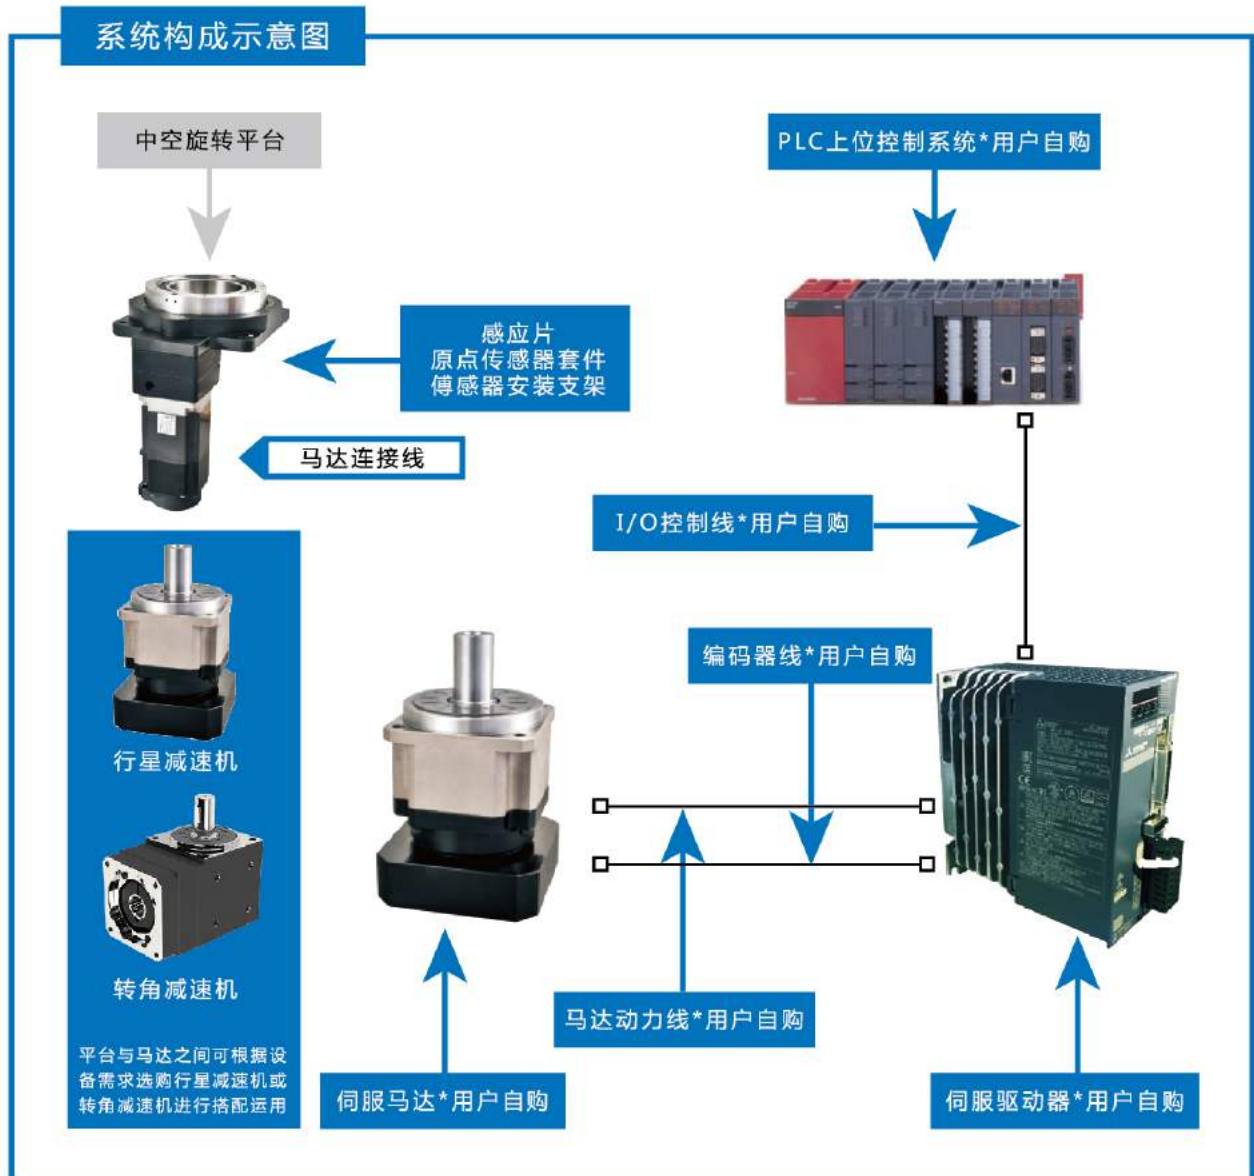 系统构成示意图
中空旋转平台
PLC上位控制系统*用户自购
感应片
原点传感器套件
傅感器安装支架
马达连接线
I/O控制线*用户自购
编码器线*用户自购
行星减速机
转角减速机
平台与马达之间可根据设
备需求选购行星减速机或
转角减速机进行搭配运用
马达动力线*用户自购
伺服马达*用户自购
伺服驱动器*用户自购